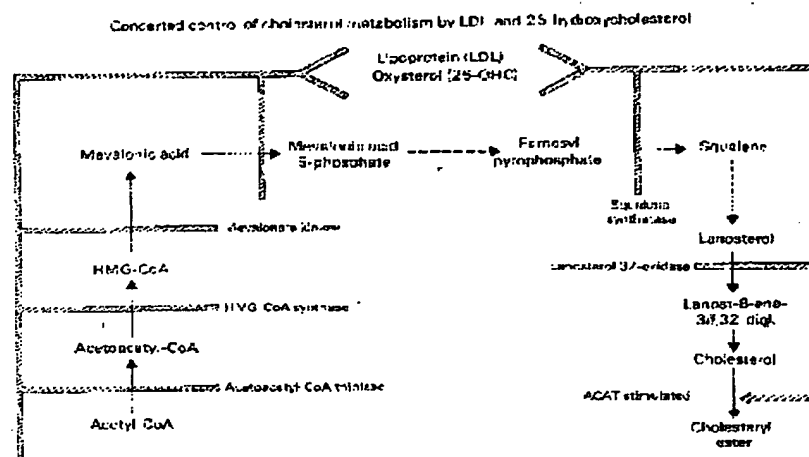 Concerted control of cholesterol metabolism by LDL and 25-hydroxycholesterol
Lipoprotein (LDL)
Oxysterol (25-OHC)
Mevalonic acid
Mevalonic acid
5-phosphate
Farnesyl
pyrophosphate
Squalene
Squalene
synthetase
Mevalonate kinase
Lanosterol
HMG-CoA
Lanosterol 32-oxidase
HMG CoA synthase
Lanost-8-ene-
3β,32 diol
Acetoacetyl-CoA
Cholesterol
Acetoacetyl-CoA thiolase
ACAT stimulated
Acetyl-CoA
Cholesteryl
ester